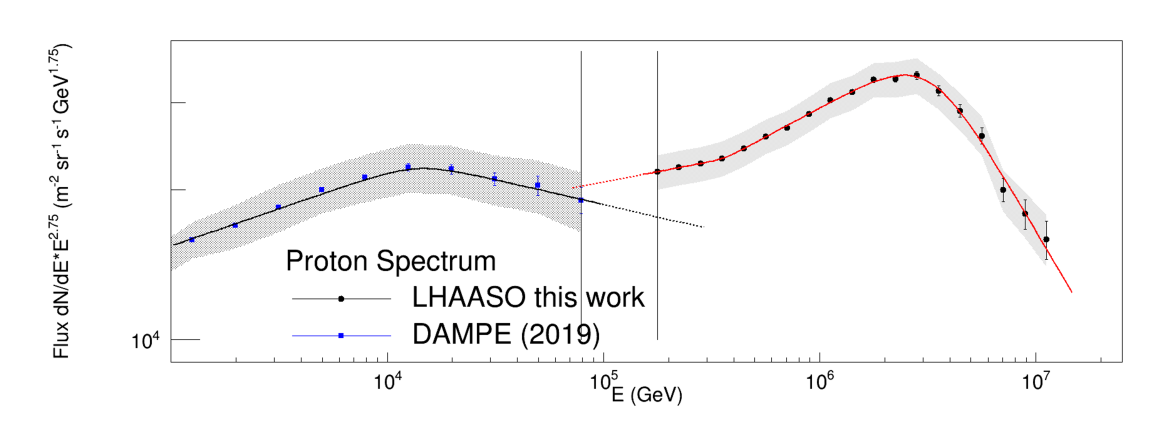 Flux dN/dE*E^2.75 (m^-2 sr^-1 s^-1 GeV^1.75)
10^4
Proton Spectrum
LHAASO this work
DAMPE (2019)
10^4 10^5 10^6 10^7
E (GeV)